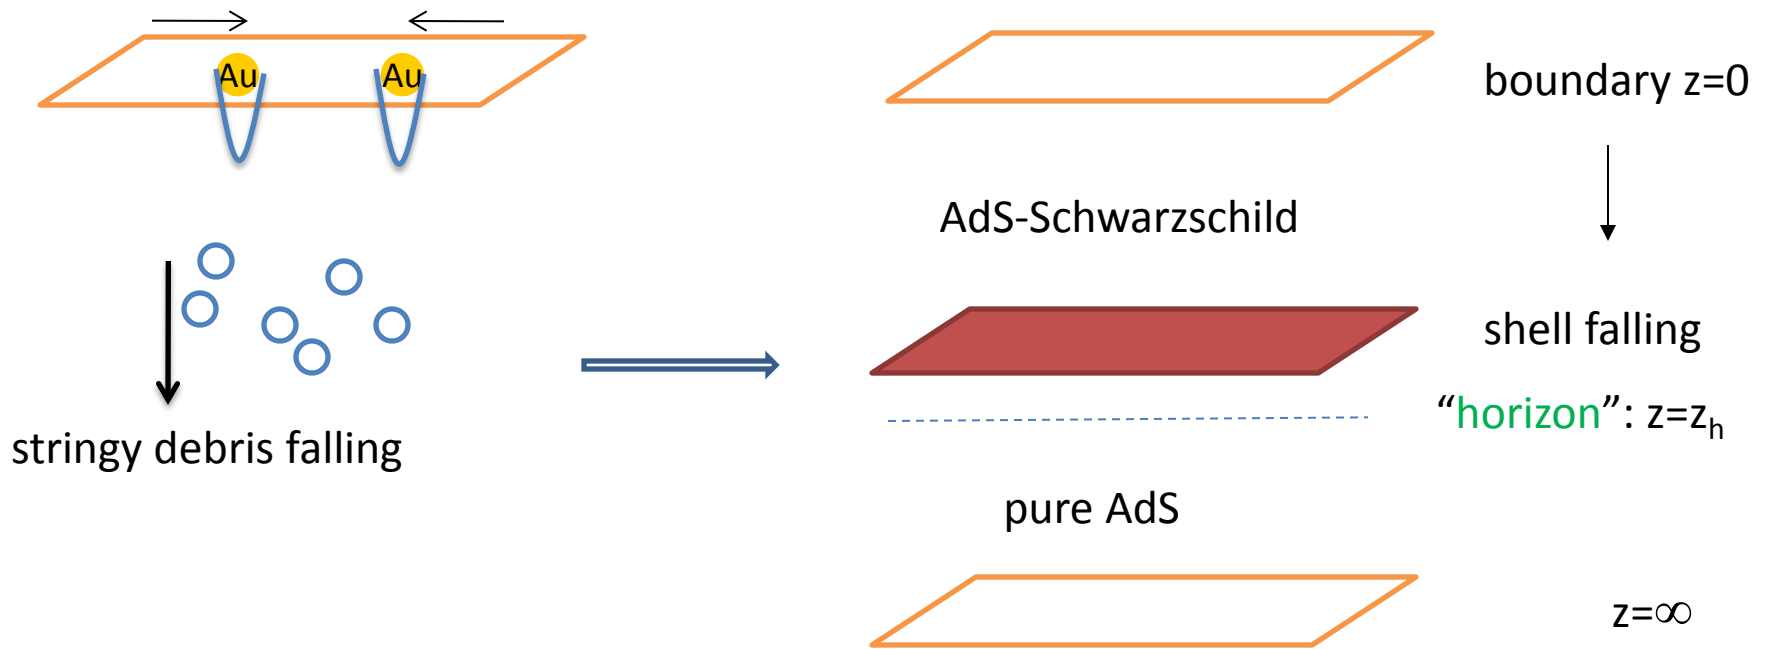 Au Au
boundary z=0
AdS-Schwarzschild
shell falling
“horizon”: z=zₕ
stringy debris falling
pure AdS
z=∞